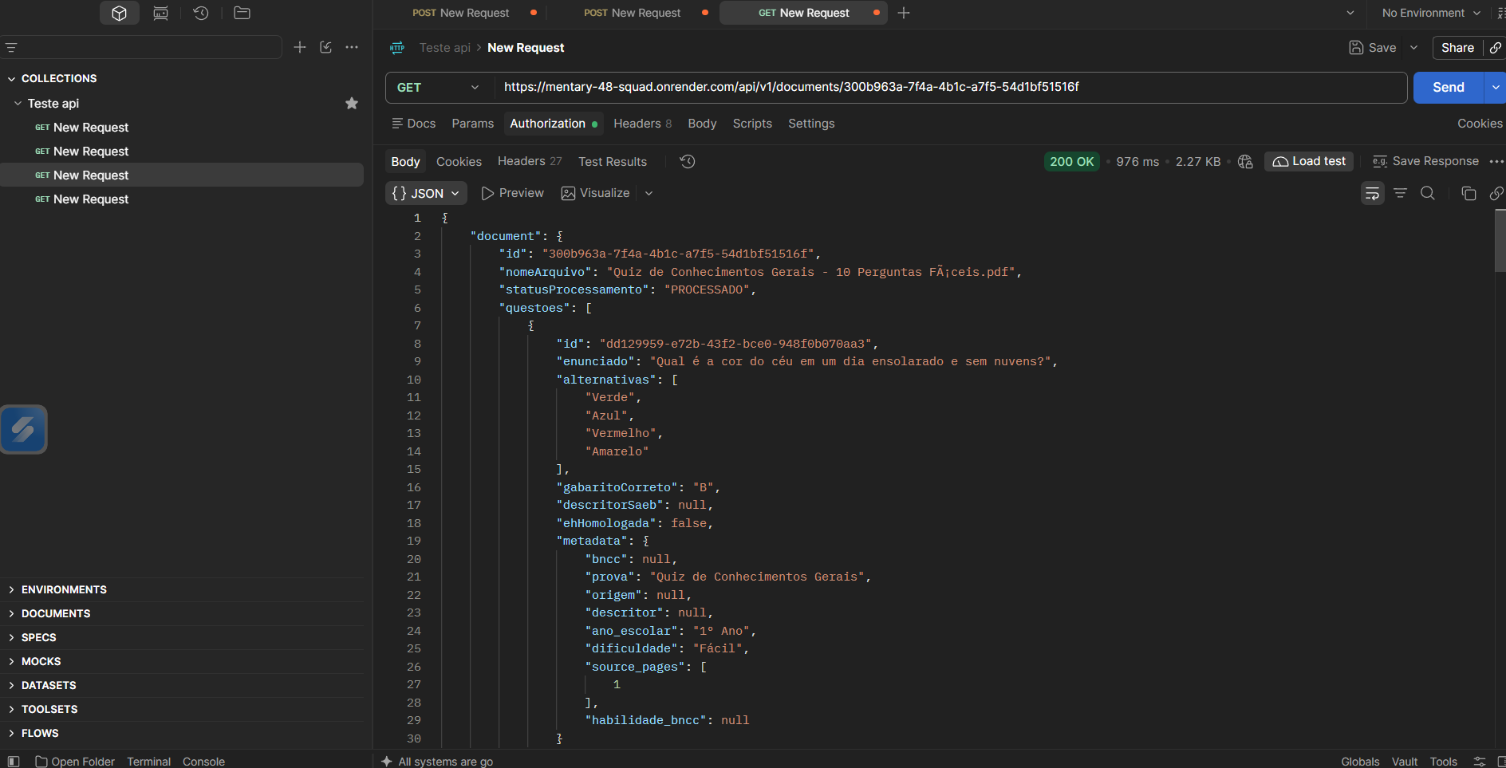 POST New Request
POST New Request
GET New Request
No Environment
COLLECTIONS
Teste api
GET New Request
GET New Request
GET New Request
GET New Request
ENVIRONMENTS
DOCUMENTS
SPECS
MOCKS
DATASETS
TOOLSETS
FLOWS
HTTP Teste api > New Request
Save
Share
GET https://mentary-48-squad.onrender.com/api/v1/documents/300b963a-7f4a-4b1c-a7f5-54d1bf51516f
Send
Docs Params Authorization Headers 8 Body Scripts Settings
Cookies
Body Cookies Headers 27 Test Results
200 OK • 976 ms • 2.27 KB
Load test
e.g. Save Response
{ } JSON Preview Visualize
1 {
2 "document": {
3 "id": "300b963a-7f4a-4b1c-a7f5-54d1bf51516f",
4 "nomeArquivo": "Quiz de Conhecimentos Gerais - 10 Perguntas FÃ¡ceis.pdf",
5 "statusProcessamento": "PROCESSADO",
6 "questoes": [
7 {
8 "id": "dd129959-e72b-43f2-bce0-948f0b070aa3",
9 "enunciado": "Qual é a cor do céu em um dia ensolarado e sem nuvens?",
10 "alternativas": [
11 "Verde",
12 "Azul",
13 "Vermelho",
14 "Amarelo"
15 ],
16 "gabaritoCorreto": "B",
17 "descritorSaeb": null,
18 "ehHomologada": false,
19 "metadata": {
20 "bncc": null,
21 "prova": "Quiz de Conhecimentos Gerais",
22 "origem": null,
23 "descritor": null,
24 "ano_escolar": "1º Ano",
25 "dificuldade": "Fácil",
26 "source_pages": [
27 1
28 ],
29 "habilidade_bncc": null
30 }
Open Folder Terminal Console
All systems are go
Globals Vault Tools